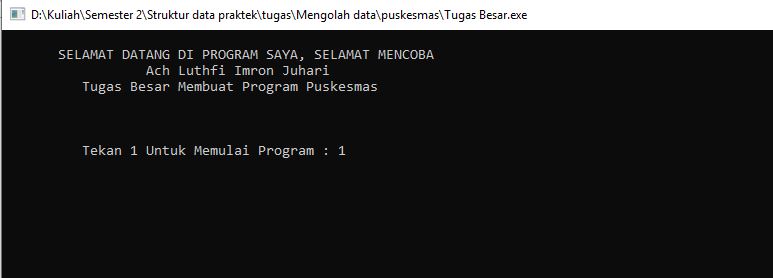 D:\Kuliah\Semester 2\Struktur data praktek\tugas\Mengolah data\puskesmas\Tugas Besar.exe
SELAMAT DATANG DI PROGRAM SAYA, SELAMAT MENCOBA
Ach Luthfi Imron Juhari
Tugas Besar Membuat Program Puskesmas
Tekan 1 Untuk Memulai Program : 1